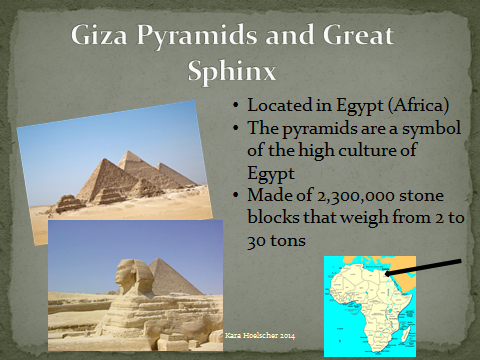 Giza Pyramids and Great
Sphinx
• Located in Egypt (Africa)
• The pyramids are a symbol
of the high culture of
Egypt
• Made of 2,300,000 stone
blocks that weigh from 2 to
30 tons
Kara Hoelscher 2014